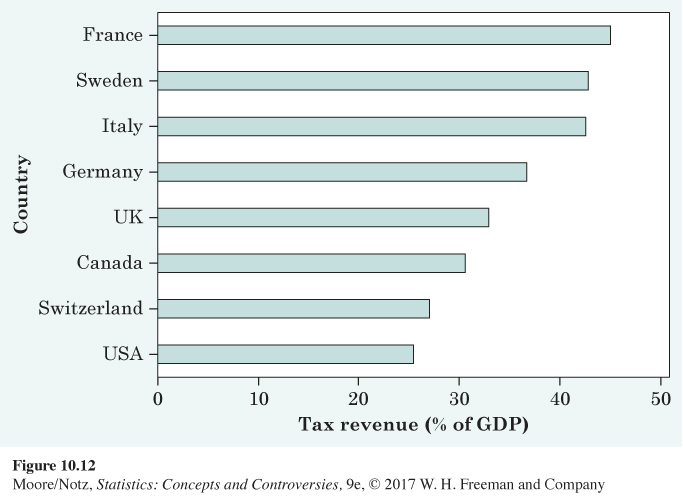 France
Sweden
Italy
Germany
UK
Canada
Switzerland
USA
Country
0 10 20 30 40 50
Tax revenue (% of GDP)
Figure 10.12
Moore/Notz, Statistics: Concepts and Controversies, 9e, © 2017 W. H. Freeman and Company